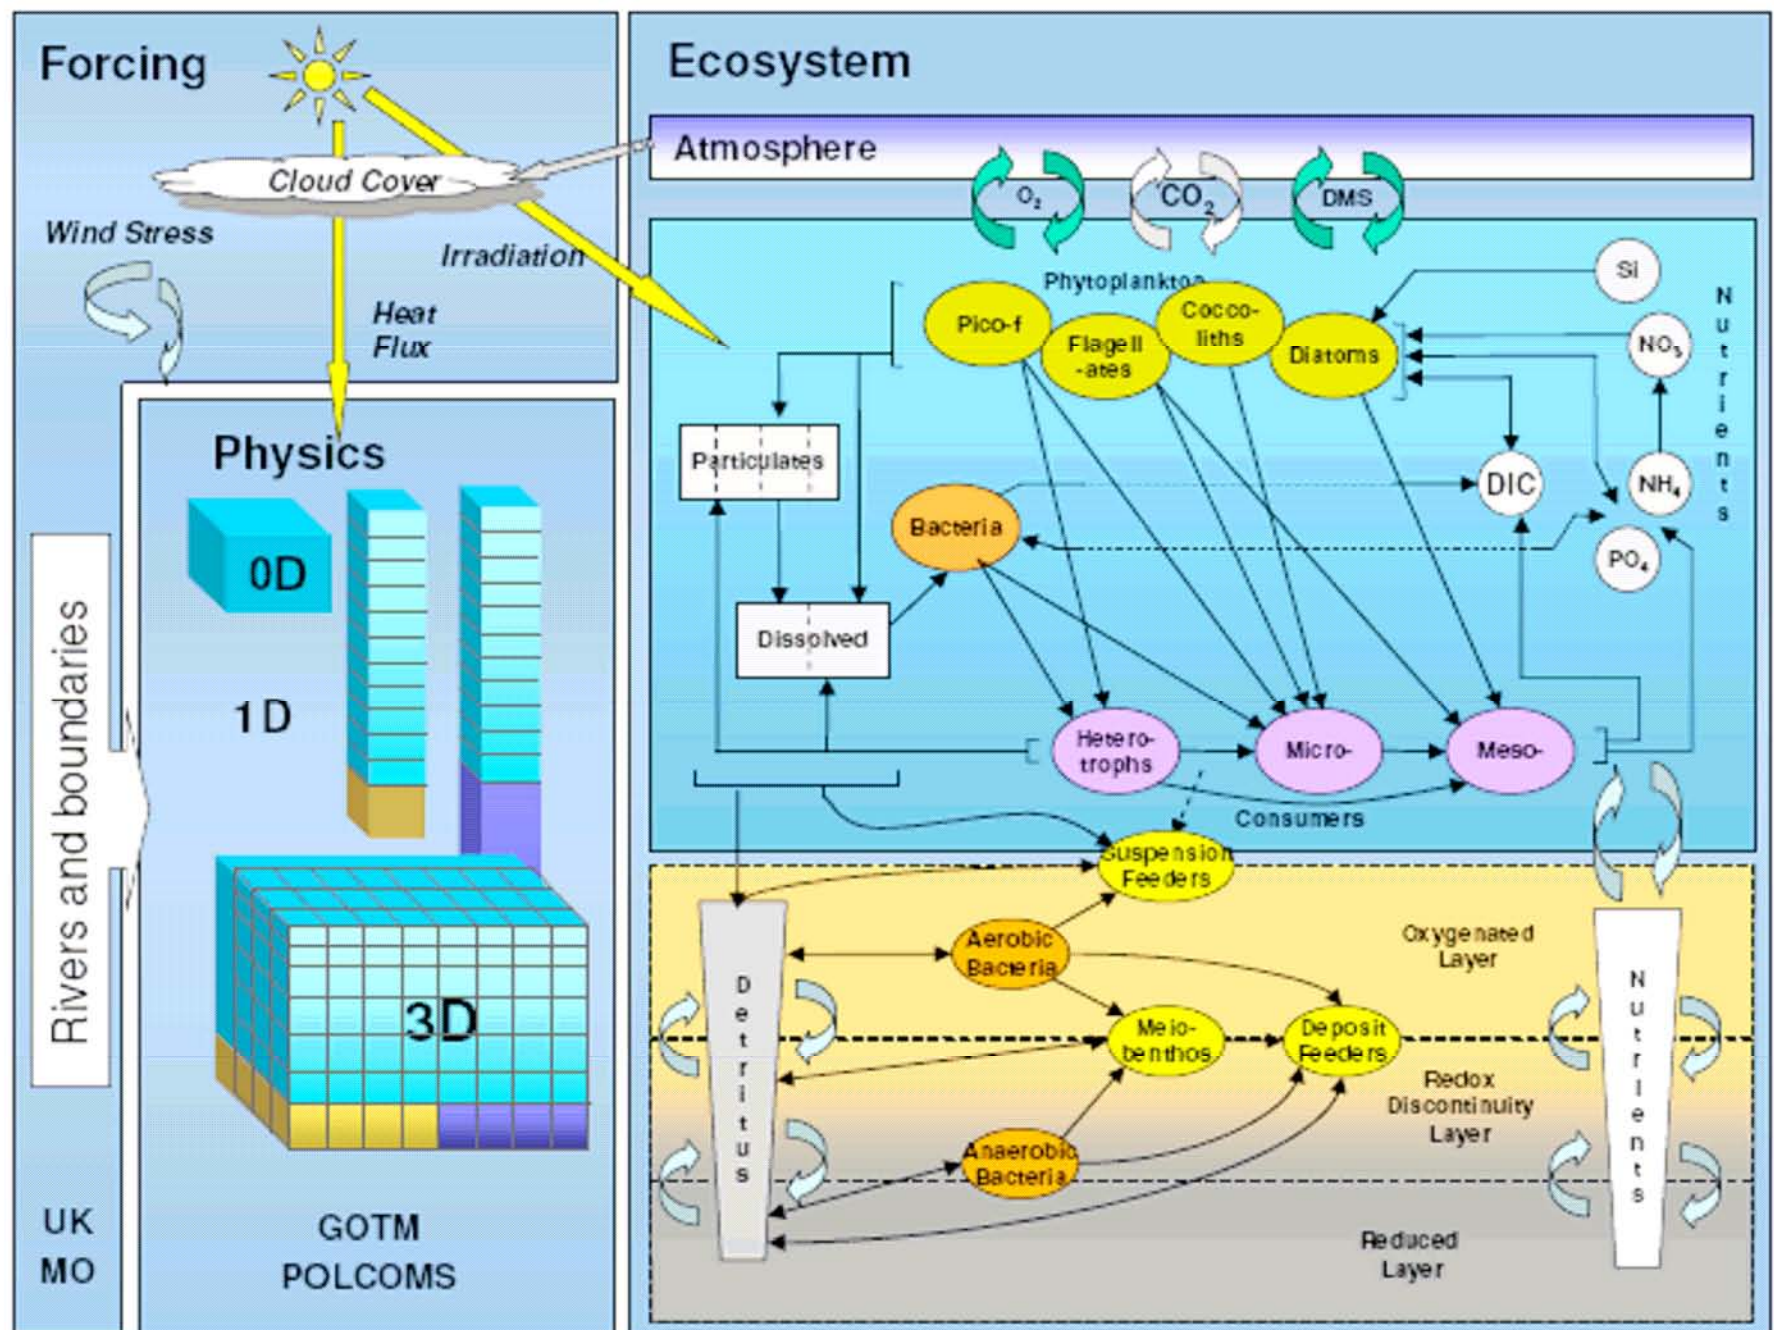 Forcing
Cloud Cover
Wind Stress
Irradiation
Heat
Flux
Rivers and boundaries
UK
MO
Physics
0D
1D
3D
GOTM
POLCOMS
Ecosystem
Atmosphere
O2
CO2
DMS
Phytoplankton
Pico-f
Flagell
-ates
Cocco-
liths
Diatoms
Si
NO3
NH4
PO4
DIC
Nutrients
Particulates
Bacteria
Dissolved
Hetero-
trophs
Micro-
Meso-
Consumers
Suspension
Feeders
Aerobic
Bacteria
Oxygenated
Layer
Detritus
Meio-
benthos
Deposit
Feeders
Nutrients
Redox
Discontinuity
Layer
Anaerobic
Bacteria
Reduced
Layer